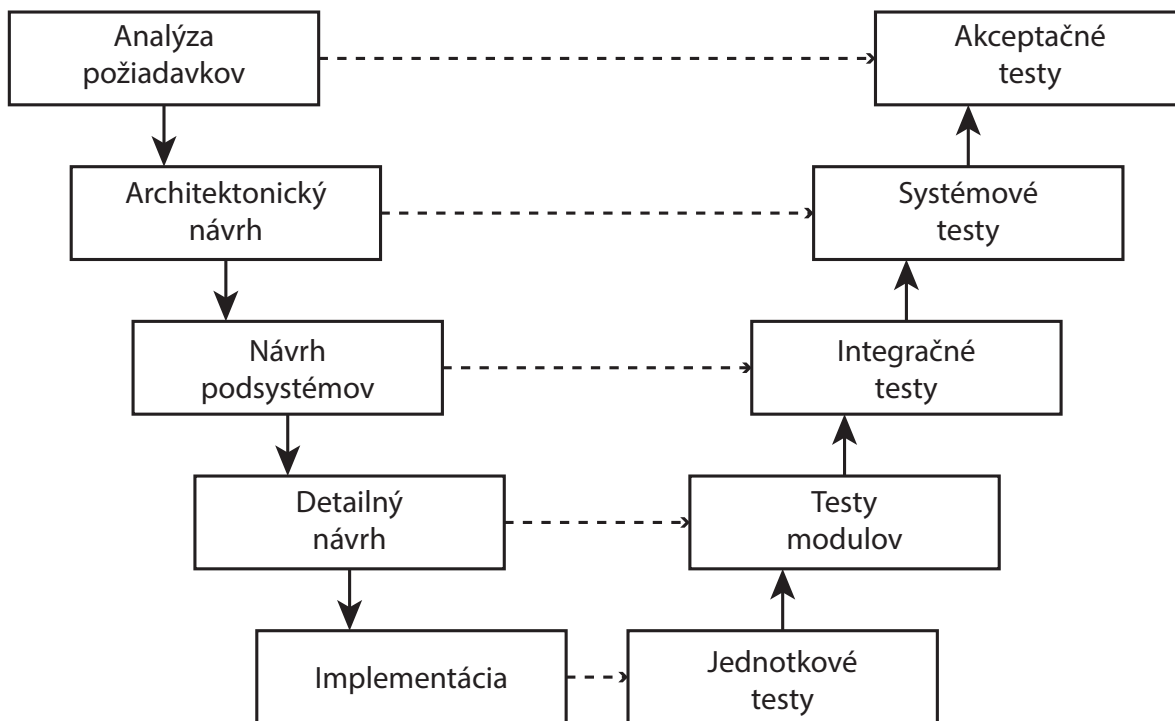 Analýza
požiadavkov
Akceptačné
testy
Architektonický
návrh
Systémové
testy
Návrh
podsystémov
Integračné
testy
Detailný
návrh
Testy
modulov
Implementácia
Jednotkové
testy